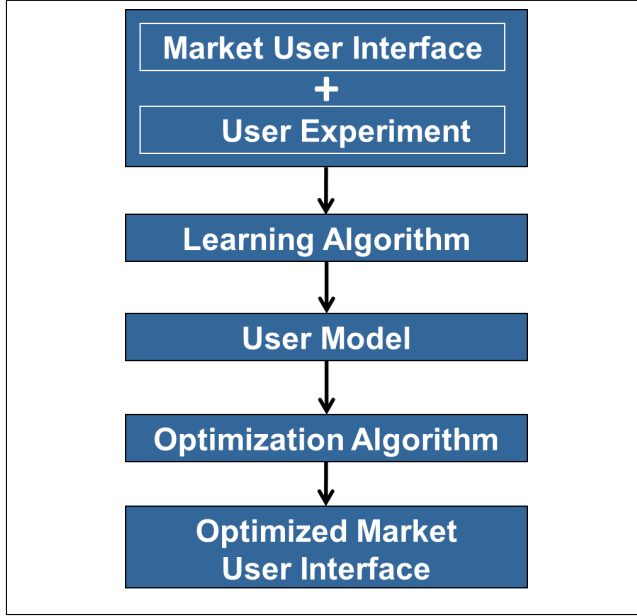 Market User Interface
+
User Experiment
Learning Algorithm
User Model
Optimization Algorithm
Optimized Market
User Interface